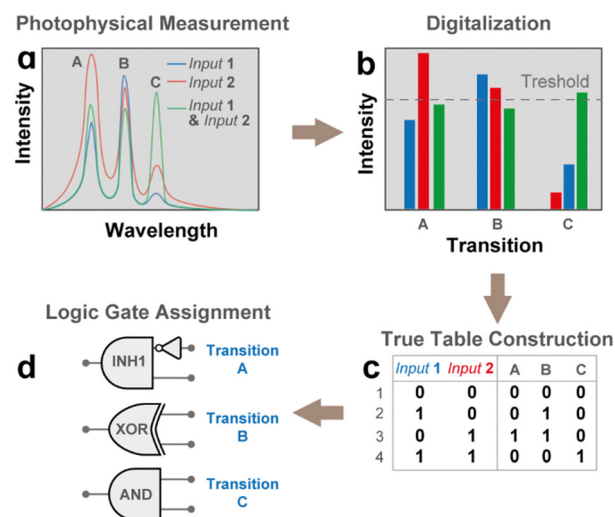 Photophysical Measurement
a
A
B
C
Input 1
Input 2
Input 1
& Input 2
Intensity
Wavelength
Digitalization
b
Treshold
Intensity
A B C
Transition
True Table Construction
c
Input 1 Input 2 A B C
1 0 0 0 0 0
2 1 0 0 1 0
3 0 1 1 1 0
4 1 1 0 0 1
Logic Gate Assignment
d
INH1
Transition
A
XOR
Transition
B
AND
Transition
C